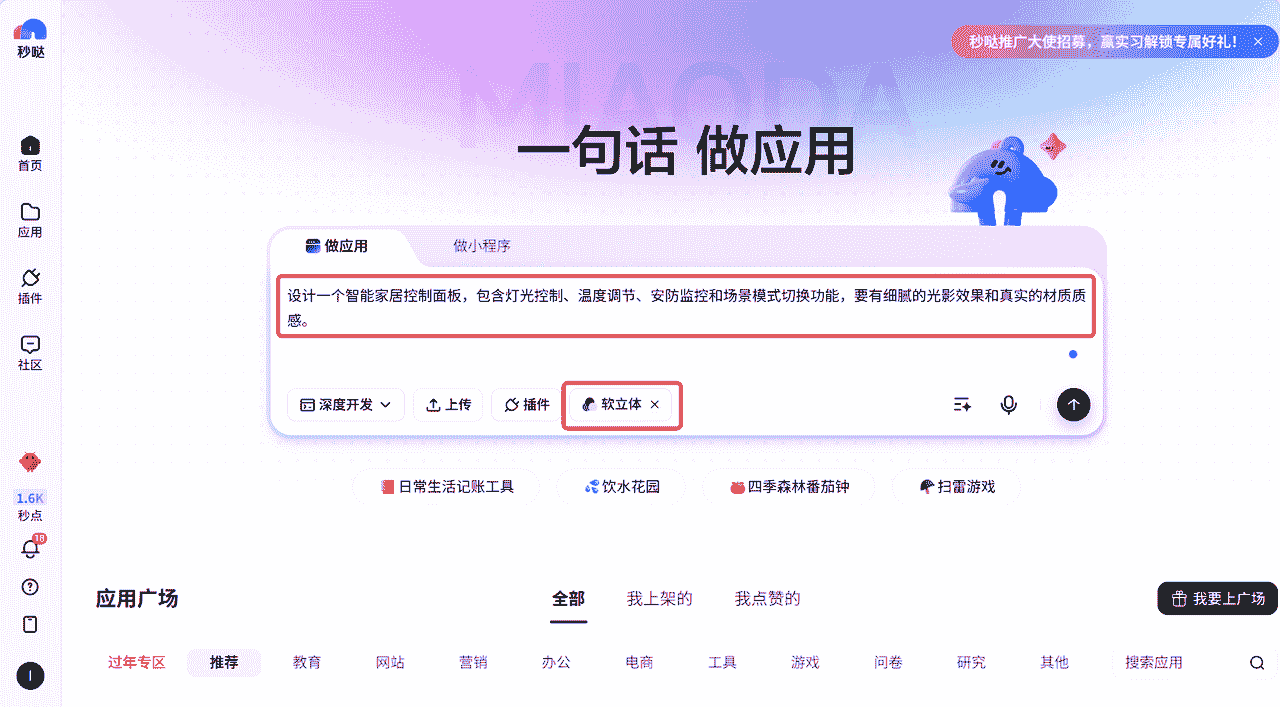 秒哒
秒哒推广大使招募，赢实习解锁专属好礼！
MIAODA
一句话 做应用
首页
应用
插件
社区
做应用
做小程序
设计一个智能家居控制面板，包含灯光控制、温度调节、安防监控和场景模式切换功能，要有细腻的光影效果和真实的材质质
感。
深度开发
上传
插件
软立体
日常生活记账工具
饮水花园
四季森林番茄钟
扫雷游戏
1.6K
秒点
18
应用广场
全部
我上架的
我点赞的
我要上广场
过年专区
推荐
教育
网站
营销
办公
电商
工具
游戏
问卷
研究
其他
搜索应用
I